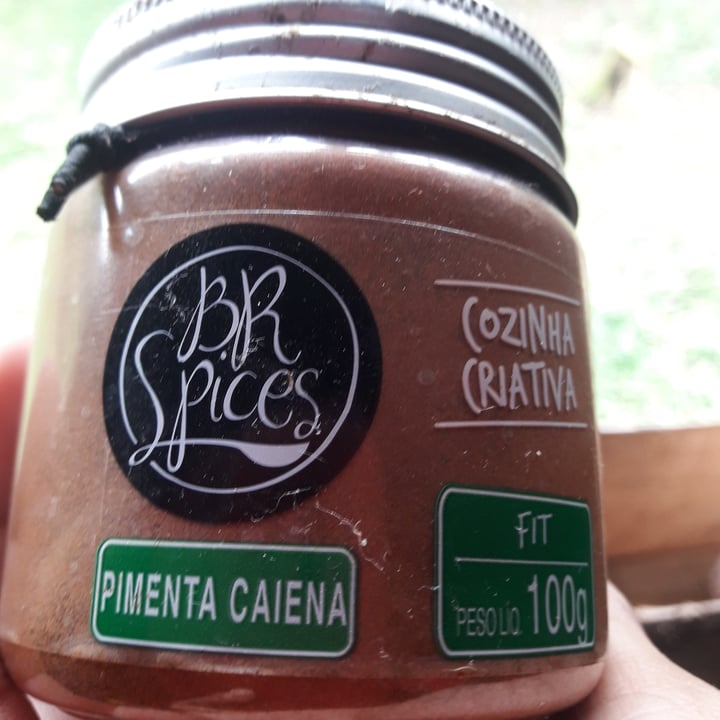 BR
Spices
COZINHA
CRIATIVA
PIMENTA CAIENA
FIT
PESO LÍQ. 100g